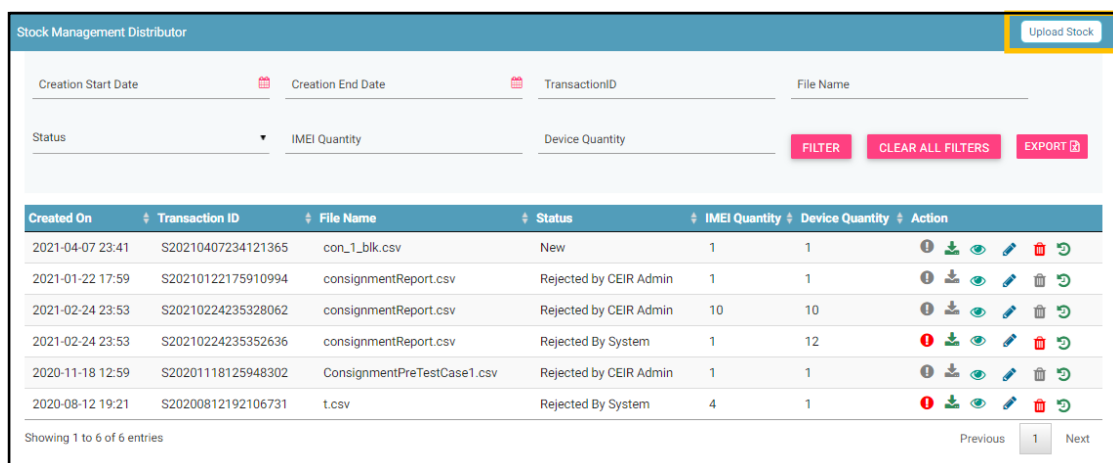 Stock Management Distributor Upload Stock
Creation Start Date Creation End Date TransactionID File Name
Status IMEI Quantity Device Quantity FILTER CLEAR ALL FILTERS EXPORT
Created On Transaction ID File Name Status IMEI Quantity Device Quantity Action
2021-04-07 23:41 S20210407234121365 con_1_blk.csv New 1 1
2021-01-22 17:59 S20210122175910994 consignmentReport.csv Rejected by CEIR Admin 1 1
2021-02-24 23:53 S20210224235328062 consignmentReport.csv Rejected by CEIR Admin 10 10
2021-02-24 23:53 S20210224235352636 consignmentReport.csv Rejected By System 1 12
2020-11-18 12:59 S20201118125948302 ConsignmentPreTestCase1.csv Rejected by CEIR Admin 1 1
2020-08-12 19:21 S20200812192106731 t.csv Rejected By System 4 1
Showing 1 to 6 of 6 entries Previous 1 Next